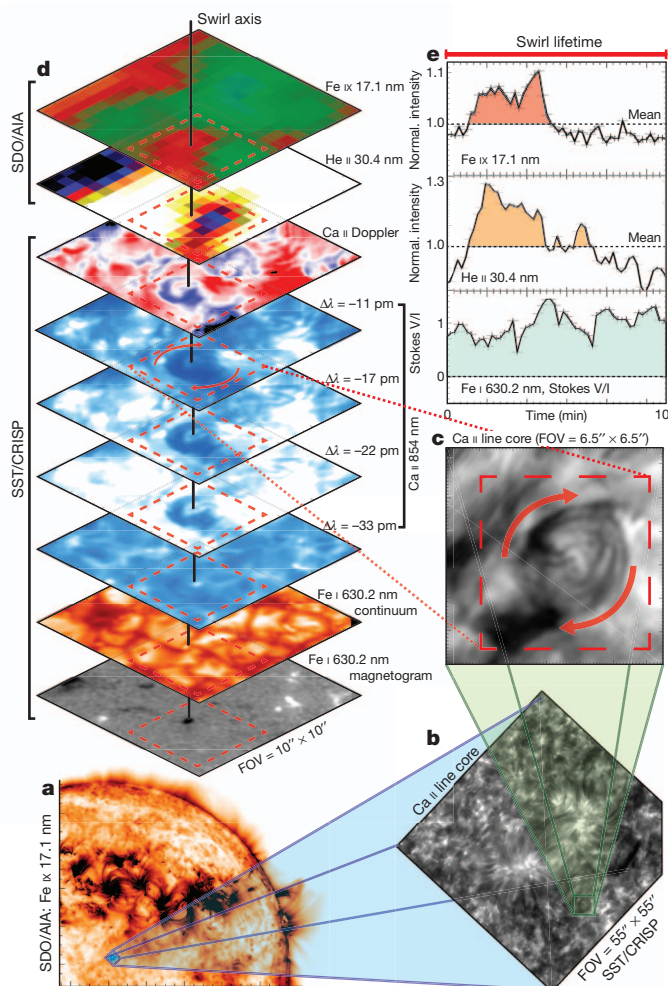 Swirl axis
d
SDO/AIA
Fe IX 17.1 nm
He II 30.4 nm
SST/CRISP
Ca II Doppler
Δλ = –11 pm
Δλ = –17 pm
Δλ = –22 pm
Δλ = –33 pm
Ca II 854 nm
Fe I 630.2 nm
continuum
Fe I 630.2 nm
magnetogram
FOV = 10″ × 10″
e
Swirl lifetime
Normal. intensity
1.1
1.0
Mean
Fe IX 17.1 nm
Normal. intensity
1.3
1.0
Mean
He II 30.4 nm
Stokes V/I
1
0
Fe I 630.2 nm, Stokes V/I
0
10
Time (min)
c
Ca II line core (FOV = 6.5″ × 6.5″)
b
Ca II line core
FOV = 55″ × 55″
SST/CRISP
a
SDO/AIA: Fe IX 17.1 nm